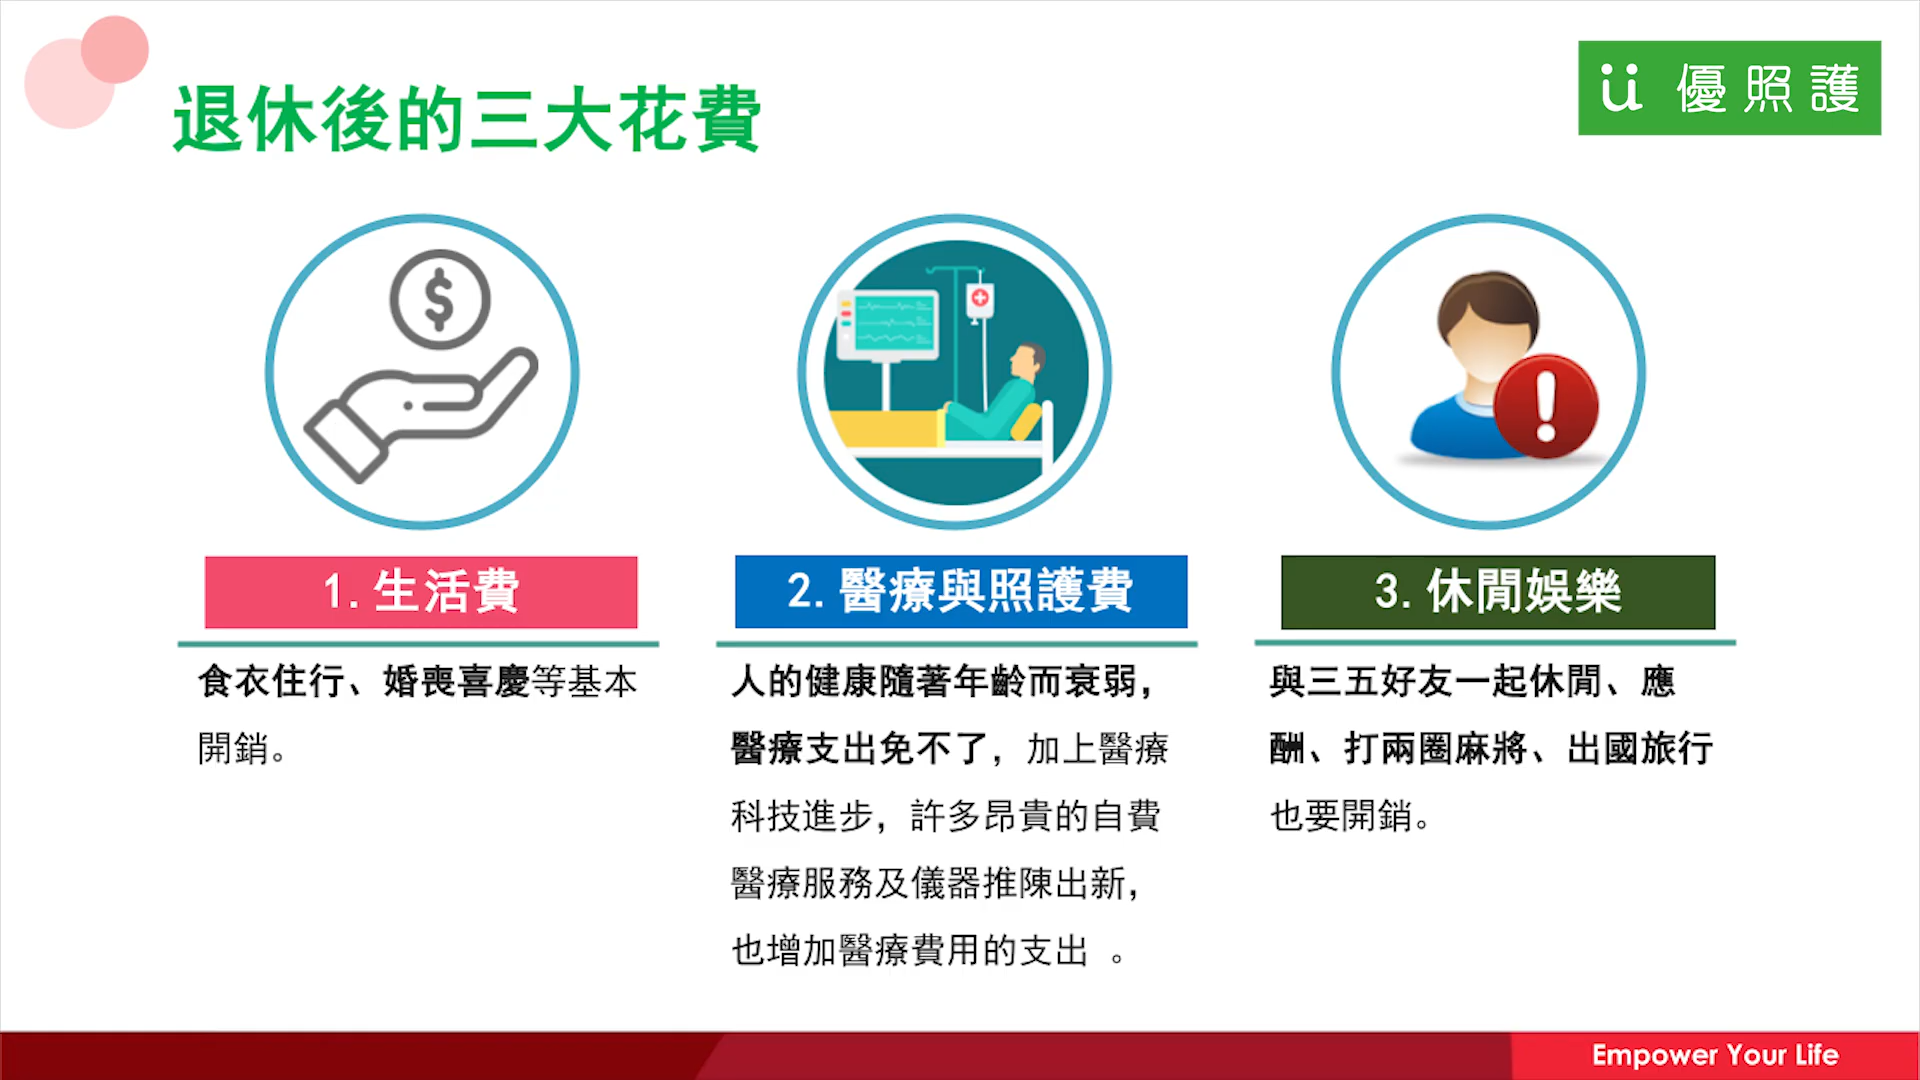 退休後的三大花費
優照護
1.生活費
食衣住行、婚喪喜慶等基本
開銷。
2.醫療與照護費
人的健康隨著年齡而衰弱，
醫療支出免不了，加上醫療
科技進步，許多昂貴的自費
醫療服務及儀器推陳出新，
也增加醫療費用的支出 。
3.休閒娛樂
與三五好友一起休閒、應
酬、打兩圈麻將、出國旅行
也要開銷。
Empower Your Life